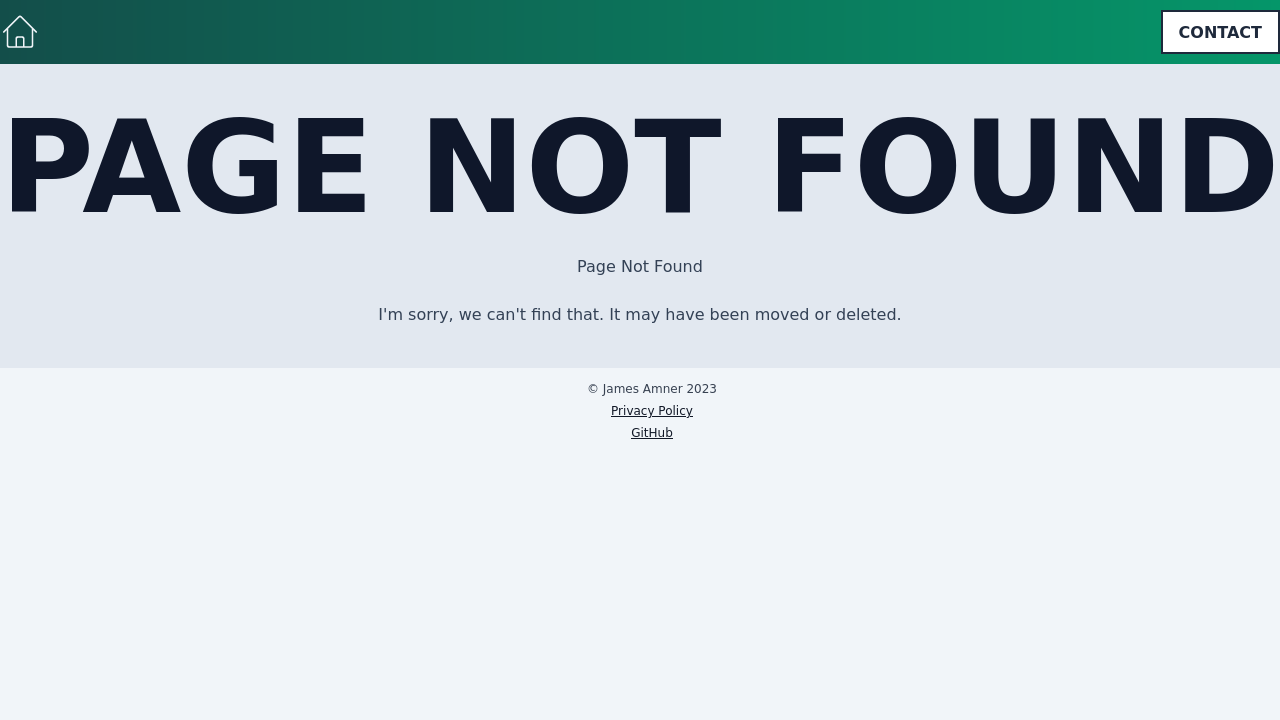 CONTACT
PAGE NOT FOUND
Page Not Found
I'm sorry, we can't find that. It may have been moved or deleted.
© James Amner 2023
Privacy Policy
GitHub